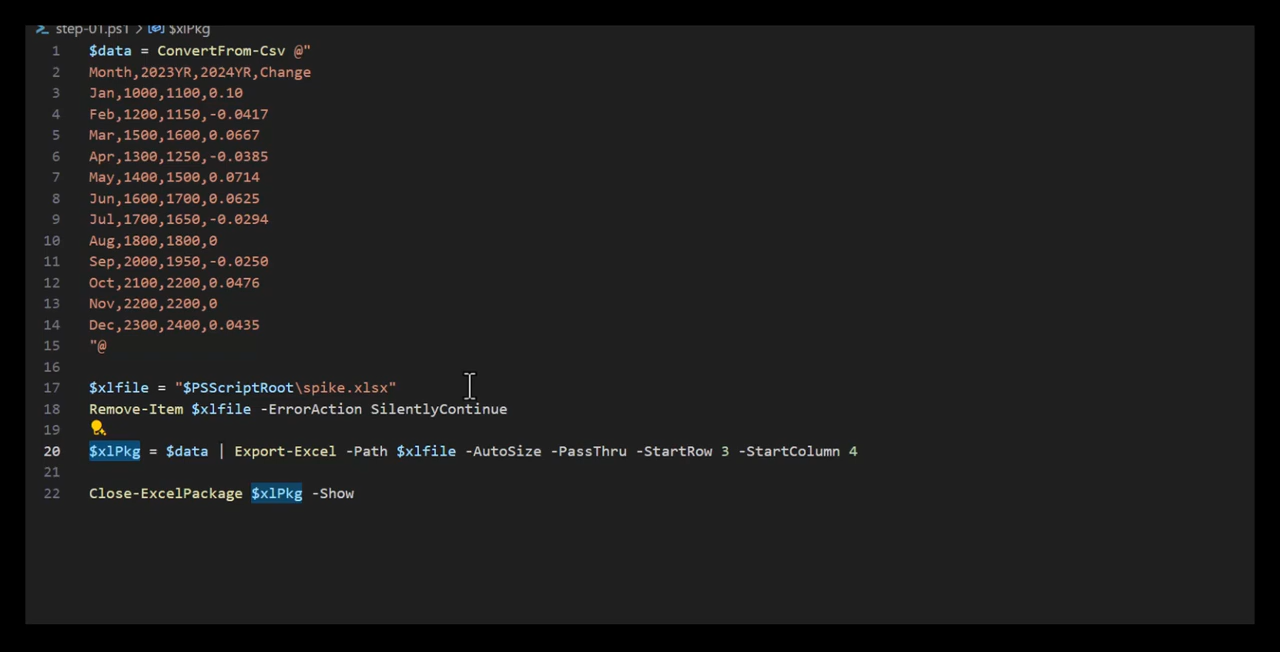 step-01.ps1 > $xlPkg
1 $data = ConvertFrom-Csv @"
2 Month,2023YR,2024YR,Change
3 Jan,1000,1100,0.10
4 Feb,1200,1150,-0.0417
5 Mar,1500,1600,0.0667
6 Apr,1300,1250,-0.0385
7 May,1400,1500,0.0714
8 Jun,1600,1700,0.0625
9 Jul,1700,1650,-0.0294
10 Aug,1800,1800,0
11 Sep,2000,1950,-0.0250
12 Oct,2100,2200,0.0476
13 Nov,2200,2200,0
14 Dec,2300,2400,0.0435
15 "@
16
17 $xlfile = "$PSScriptRoot\spike.xlsx"
18 Remove-Item $xlfile -ErrorAction SilentlyContinue
19
20 $xlPkg = $data | Export-Excel -Path $xlfile -AutoSize -PassThru -StartRow 3 -StartColumn 4
21
22 Close-ExcelPackage $xlPkg -Show